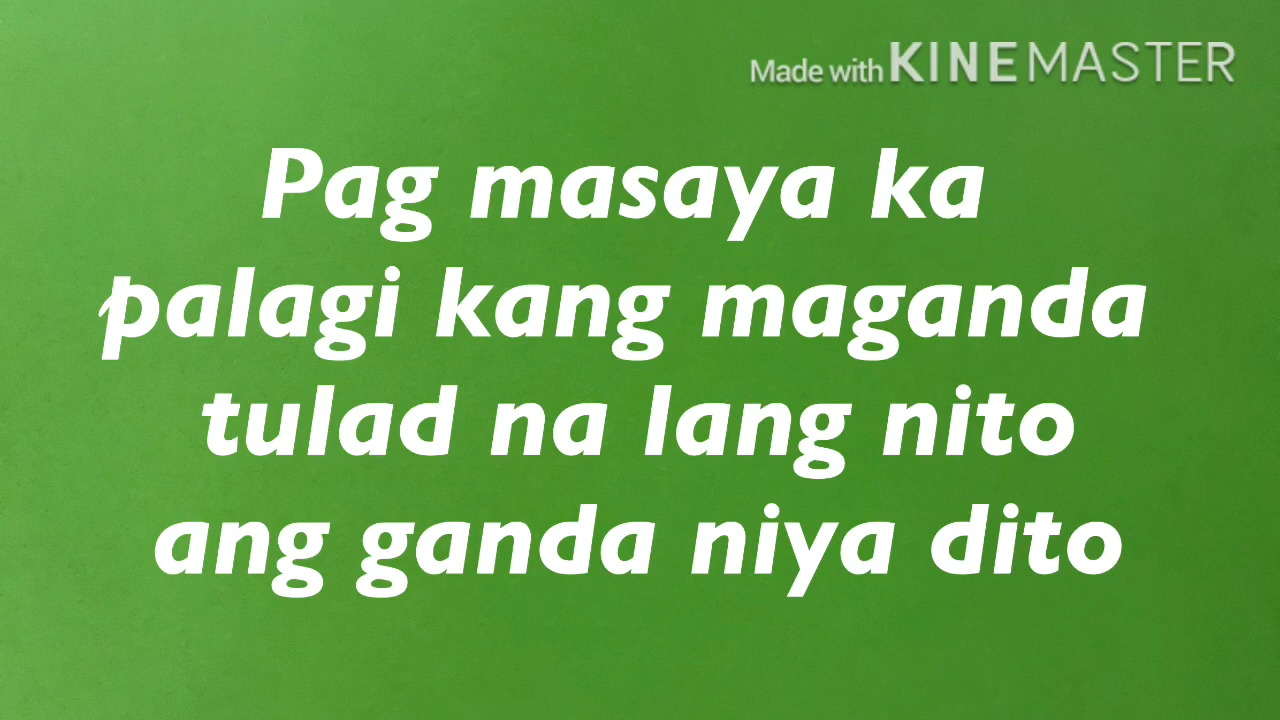 Made with KINEMASTER
Pag masaya ka
palagi kang maganda
tulad na lang nito
ang ganda niya dito